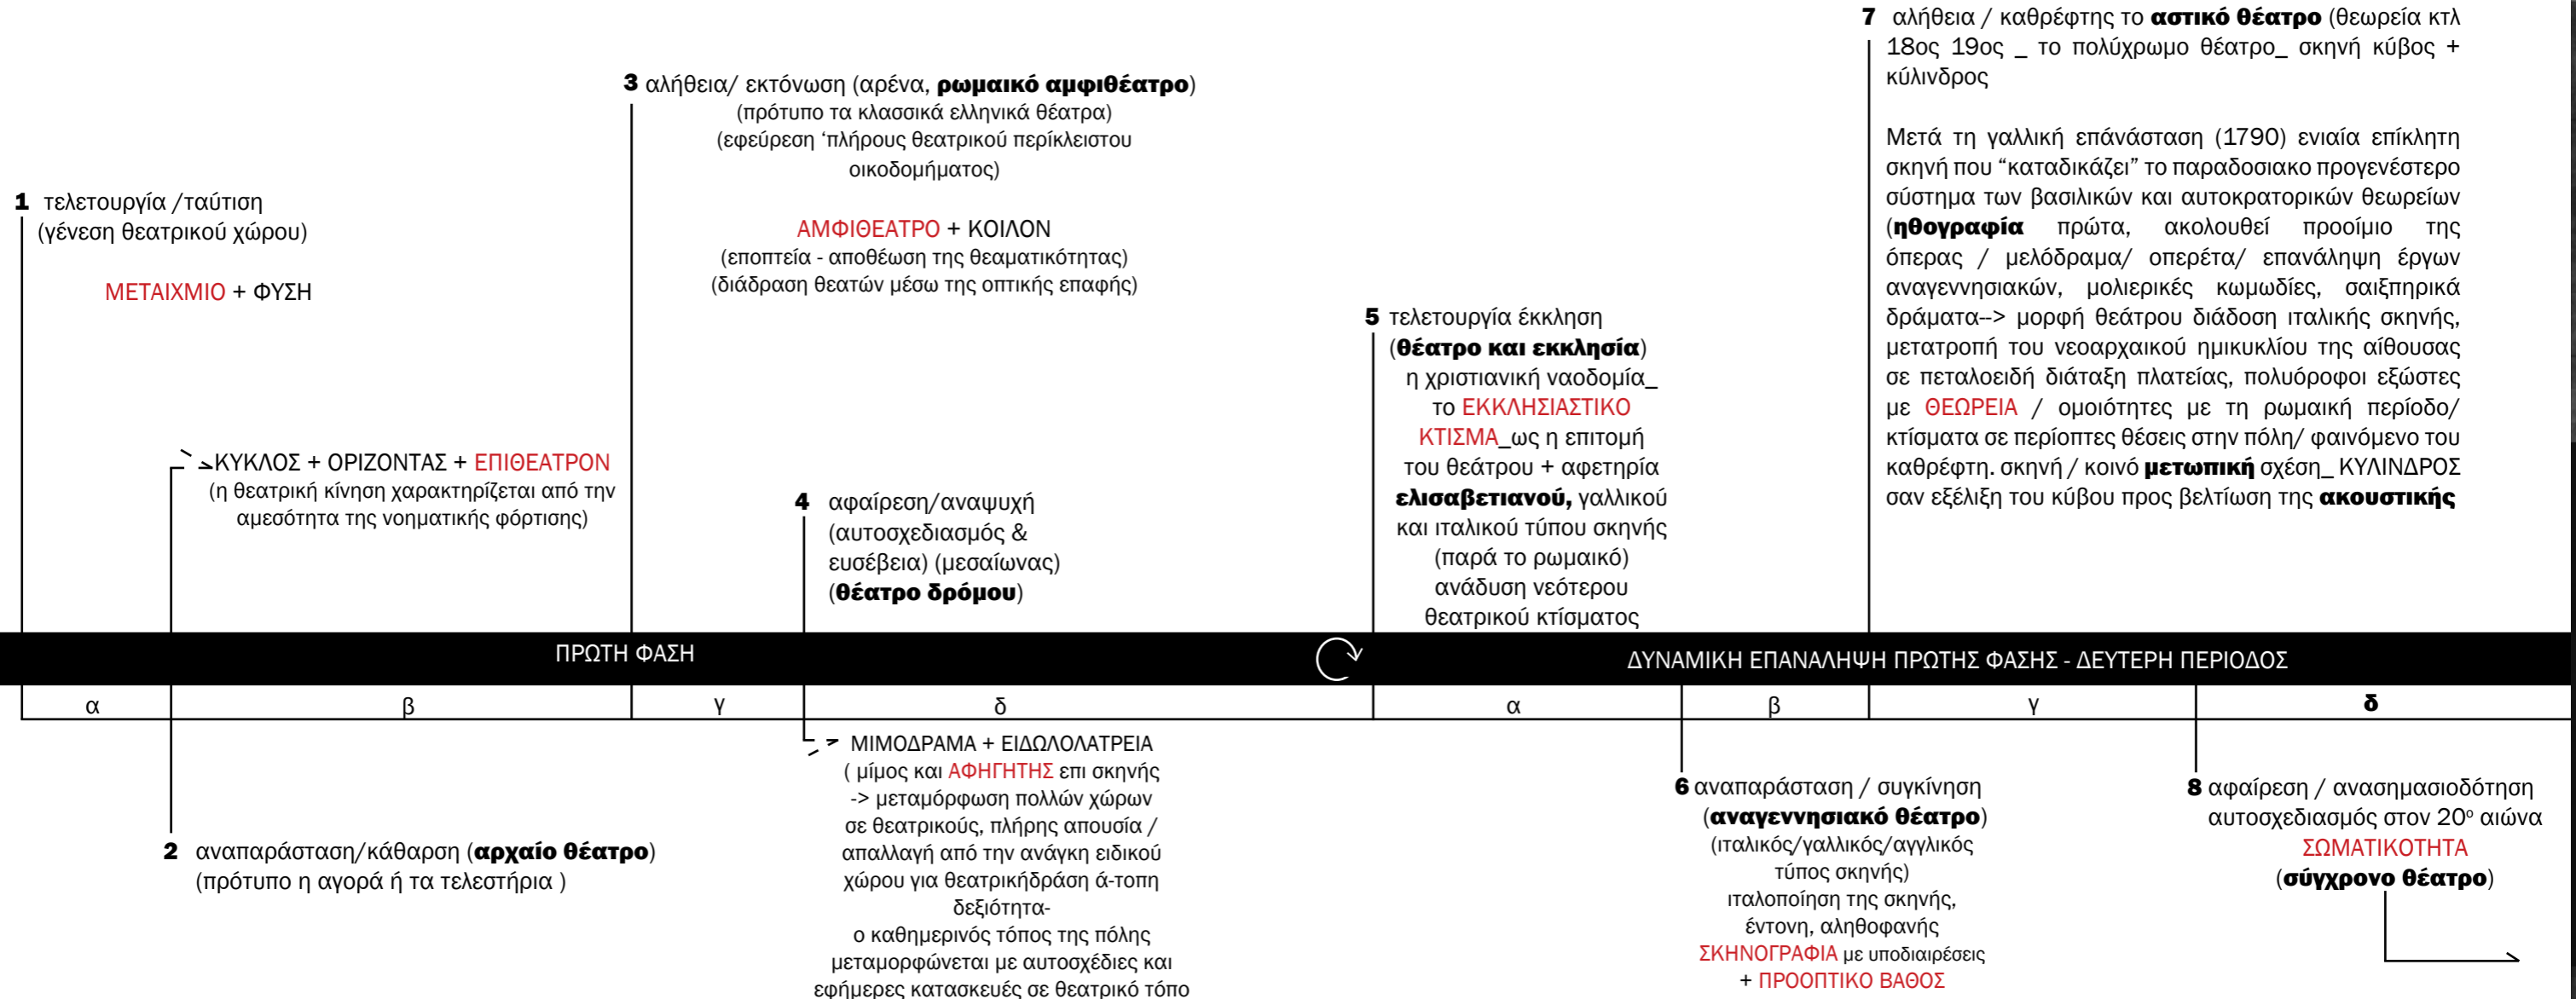 1 τελετουργία /ταύτιση
(γένεση θεατρικού χώρου)
ΜΕΤΑΙΧΜΙΟ + ΦΥΣΗ
ΚΥΚΛΟΣ + ΟΡΙΖΟΝΤΑΣ + ΕΠΙΘΕΑΤΡΟΝ
(η θεατρική κίνηση χαρακτηρίζεται από την
αμεσότητα της νοηματικής φόρτισης)
3 αλήθεια/ εκτόνωση (αρένα, ρωμαικό αμφιθέατρο)
(πρότυπο τα κλασσικά ελληνικά θέατρα)
(εφεύρεση ‘πλήρους θεατρικού περίκλειστου
οικοδομήματος)
ΑΜΦΙΘΕΑΤΡΟ + ΚΟΙΛΟΝ
(εποπτεία - αποθέωση της θεαματικότητας)
(διάδραση θεατών μέσω της οπτικής επαφής)
4 αφαίρεση/αναψυχή
(αυτοσχεδιασμός &
ευσέβεια) (μεσαίωνας)
(θέατρο δρόμου)
5 τελετουργία έκκληση
(θέατρο και εκκλησία)
η χριστιανική ναοδομία_
το ΕΚΚΛΗΣΙΑΣΤΙΚΟ
ΚΤΙΣΜΑ_ως η επιτομή
του θεάτρου + αφετηρία
ελισαβετιανού, γαλλικού
και ιταλικού τύπου σκηνής
(παρά το ρωμαικό)
ανάδυση νεότερου
θεατρικού κτίσματος
7 αλήθεια / καθρέφτης το αστικό θέατρο (θεωρεία κτλ
18ος 19ος _ το πολύχρωμο θέατρο_ σκηνή κύβος +
κύλινδρος
Μετά τη γαλλική επάνάσταση (1790) ενιαία επίκλητη
σκηνή που “καταδικάζει” το παραδοσιακο προγενέστερο
σύστημα των βασιλικών και αυτοκρατορικών θεωρείων
(ηθογραφία πρώτα, ακολουθεί προοίμιο της
όπερας / μελόδραμα/ οπερέτα/ επανάληψη έργων
αναγεννησιακών, μολιερικές κωμωδίες, σαιξπηρικά
δράματα--> μορφή θεάτρου διάδοση ιταλικής σκηνής,
μετατροπή του νεοαρχαικού ημικυκλίου της αίθουσας
σε πεταλοειδή διάταξη πλατείας, πολυόροφοι εξώστες
με ΘΕΩΡΕΙΑ / ομοιότητες με τη ρωμαική περίοδο/
κτίσματα σε περίοπτες θέσεις στην πόλη/ φαινόμενο του
καθρέφτη. σκηνή / κοινό μετωπική σχέση_ ΚΥΛΙΝΔΡΟΣ
σαν εξέλιξη του κύβου προς βελτίωση της ακουστικής
ΠΡΩΤΗ ΦΑΣΗ
ΔΥΝΑΜΙΚΗ ΕΠΑΝΑΛΗΨΗ ΠΡΩΤΗΣ ΦΑΣΗΣ - ΔΕΥΤΕΡΗ ΠΕΡΙΟΔΟΣ
α β γ δ α β γ δ
2 αναπαράσταση/κάθαρση (αρχαίο θέατρο)
(πρότυπο η αγορά ή τα τελεστήρια )
ΜΙΜΟΔΡΑΜΑ + ΕΙΔΩΛΟΛΑΤΡΕΙΑ
( μίμος και ΑΦΗΓΗΤΗΣ επι σκηνής
-> μεταμόρφωση πολλών χώρων
σε θεατρικούς, πλήρης απουσία /
απαλλαγή από την ανάγκη ειδικού
χώρου για θεατρικήδράση ά-τοπη
δεξιότητα-
ο καθημερινός τόπος της πόλης
μεταμορφώνεται με αυτοσχέδιες και
εφήμερες κατασκευές σε θεατρικό τόπο
6 αναπαράσταση / συγκίνηση
(αναγεννησιακό θέατρο)
(ιταλικός/γαλλικός/αγγλικός
τύπος σκηνής)
ιταλοποίηση της σκηνής,
έντονη, αληθοφανής
ΣΚΗΝΟΓΡΑΦΙΑ με υποδιαιρέσεις
+ ΠΡΟΟΠΤΙΚΟ ΒΑΘΟΣ
8 αφαίρεση / ανασημασιοδότηση
αυτοσχεδιασμός στον 20ο αιώνα
ΣΩΜΑΤΙΚΟΤΗΤΑ
(σύγχρονο θέατρο)